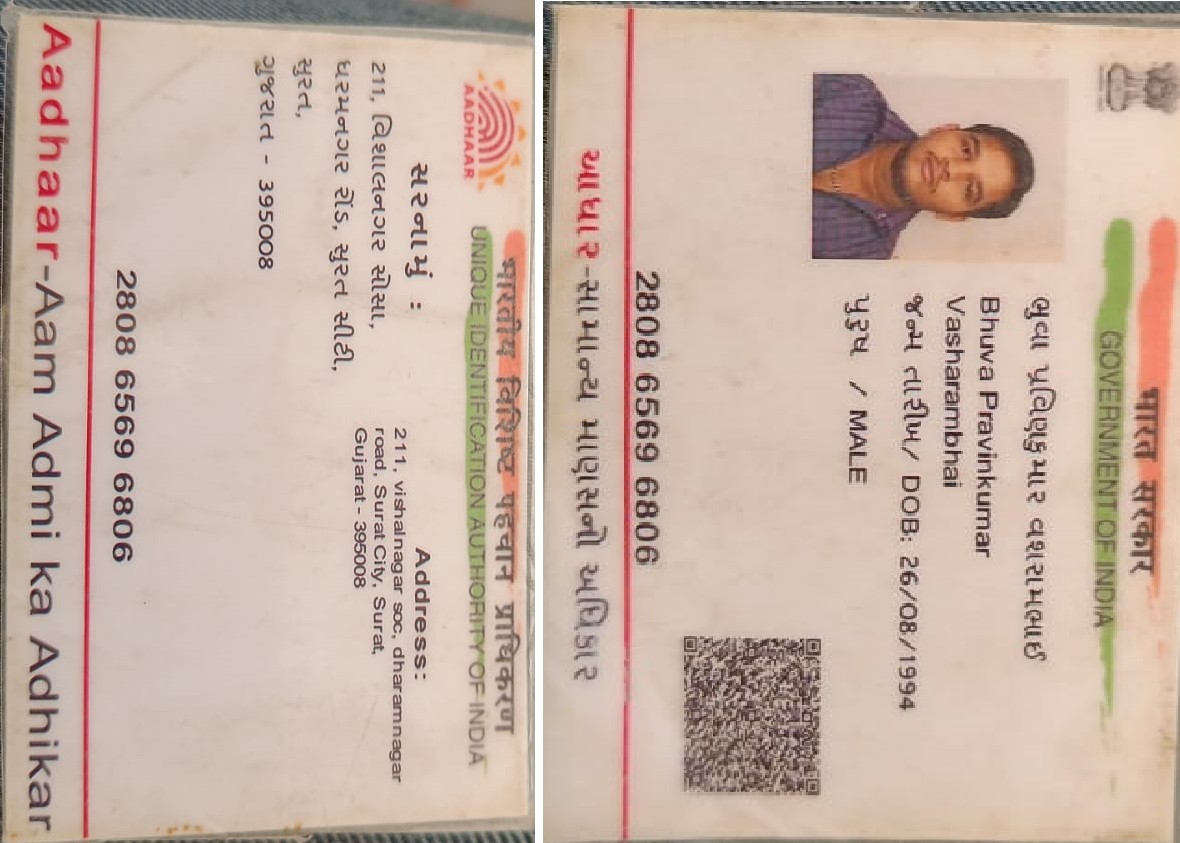 AADHAAR
भारतीय विशिष्ट पहचान प्राधिकरण
UNIQUE IDENTIFICATION AUTHORITY OF INDIA
સરનામું :
211, વિશાલનગર સોસા,
ધરમનગર રોડ, સુરત સીટી,
સુરત,
ગુજરાત - 395008
Address:
211, vishalnagar soc, dharamnagar
road, Surat City, Surat,
Gujarat - 395008
2808 6569 6806
Aadhaar-Aam Admi ka Adhikar
भारत सरकार
GOVERNMENT OF INDIA
ભુવા પ્રવિણકુમાર વશરામભાઈ
Bhuva Pravinkumar
Vasharambhai
જન્મ તારીખ/ DOB: 26/08/1994
પુરુષ / MALE
2808 6569 6806
આધાર-સામાન્ય માણસનો અધિકાર